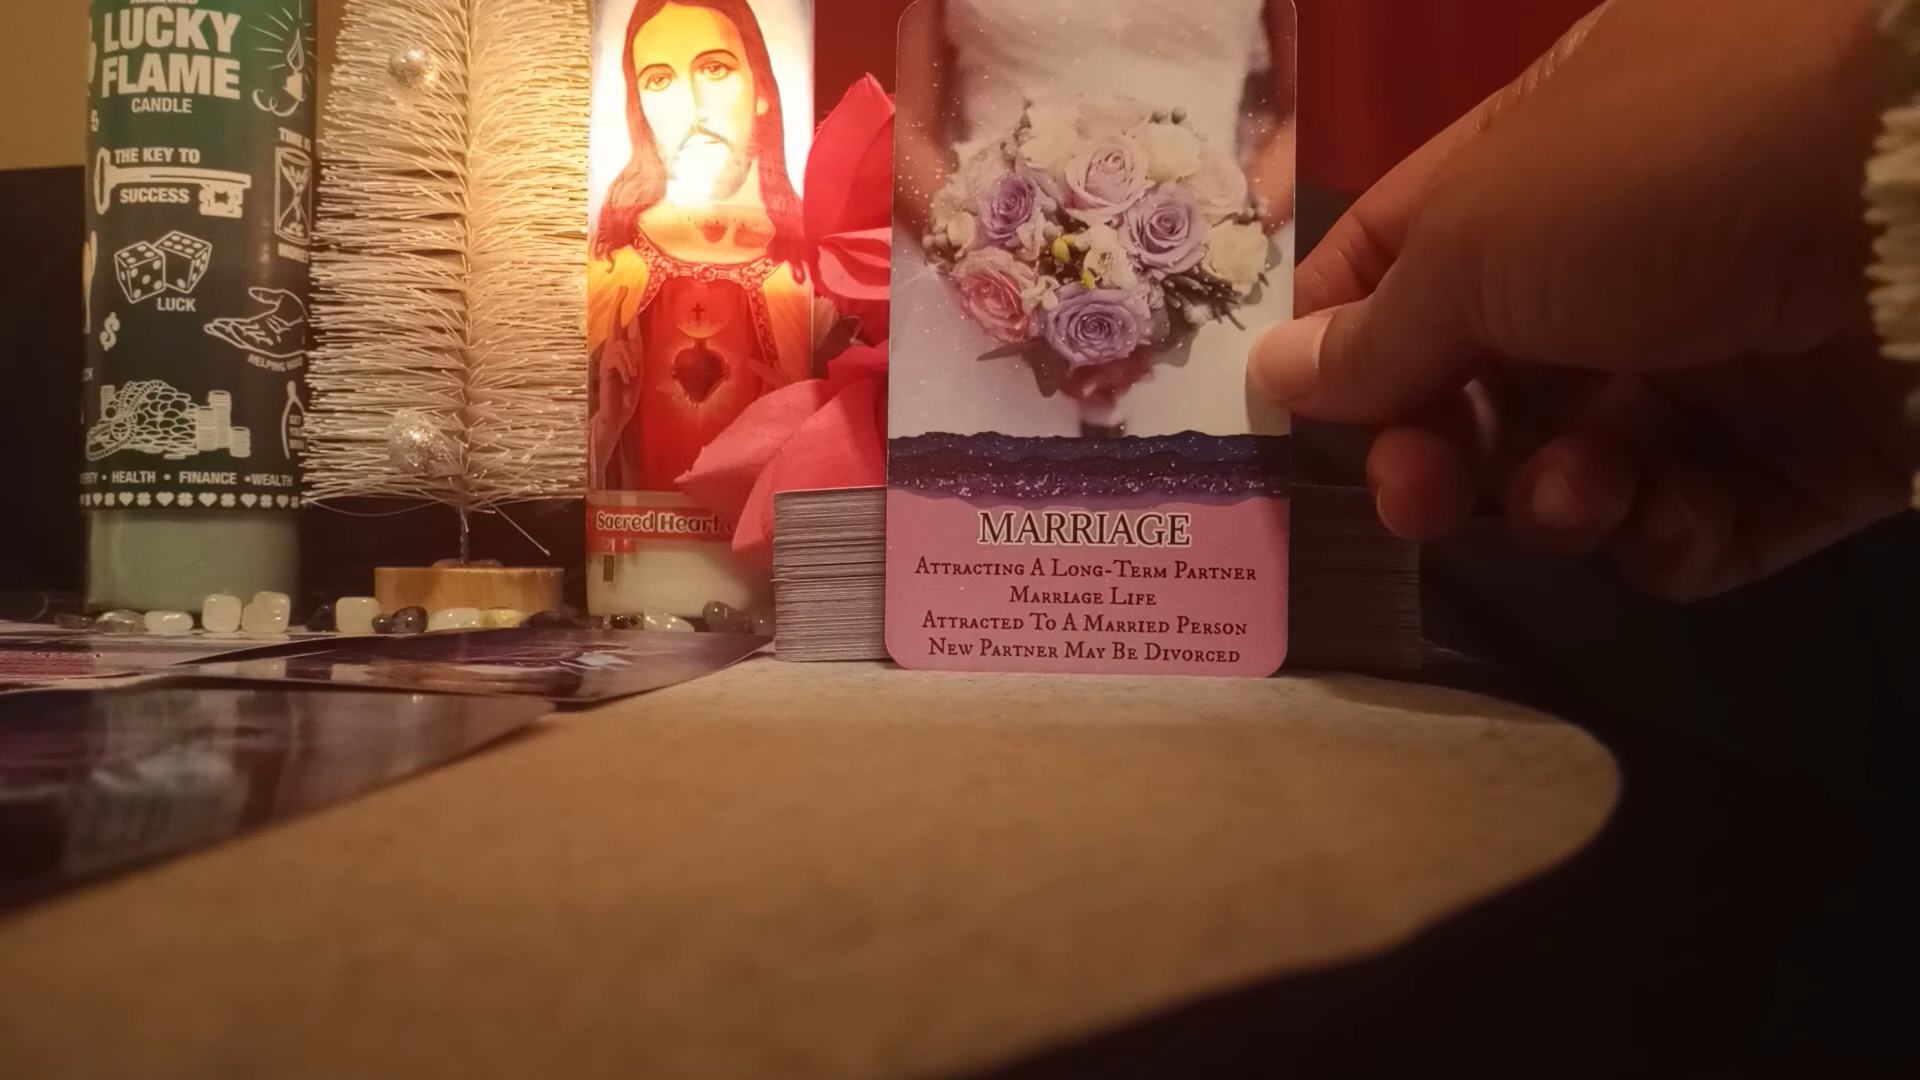 LUCKY
FLAME
CANDLE
THE KEY TO
SUCCESS
LUCK
$
HEALTH • FINANCE • WEALTH
Sacred Heart
MARRIAGE
Attracting A Long-Term Partner
Marriage Life
Attracted To A Married Person
New Partner May Be Divorced